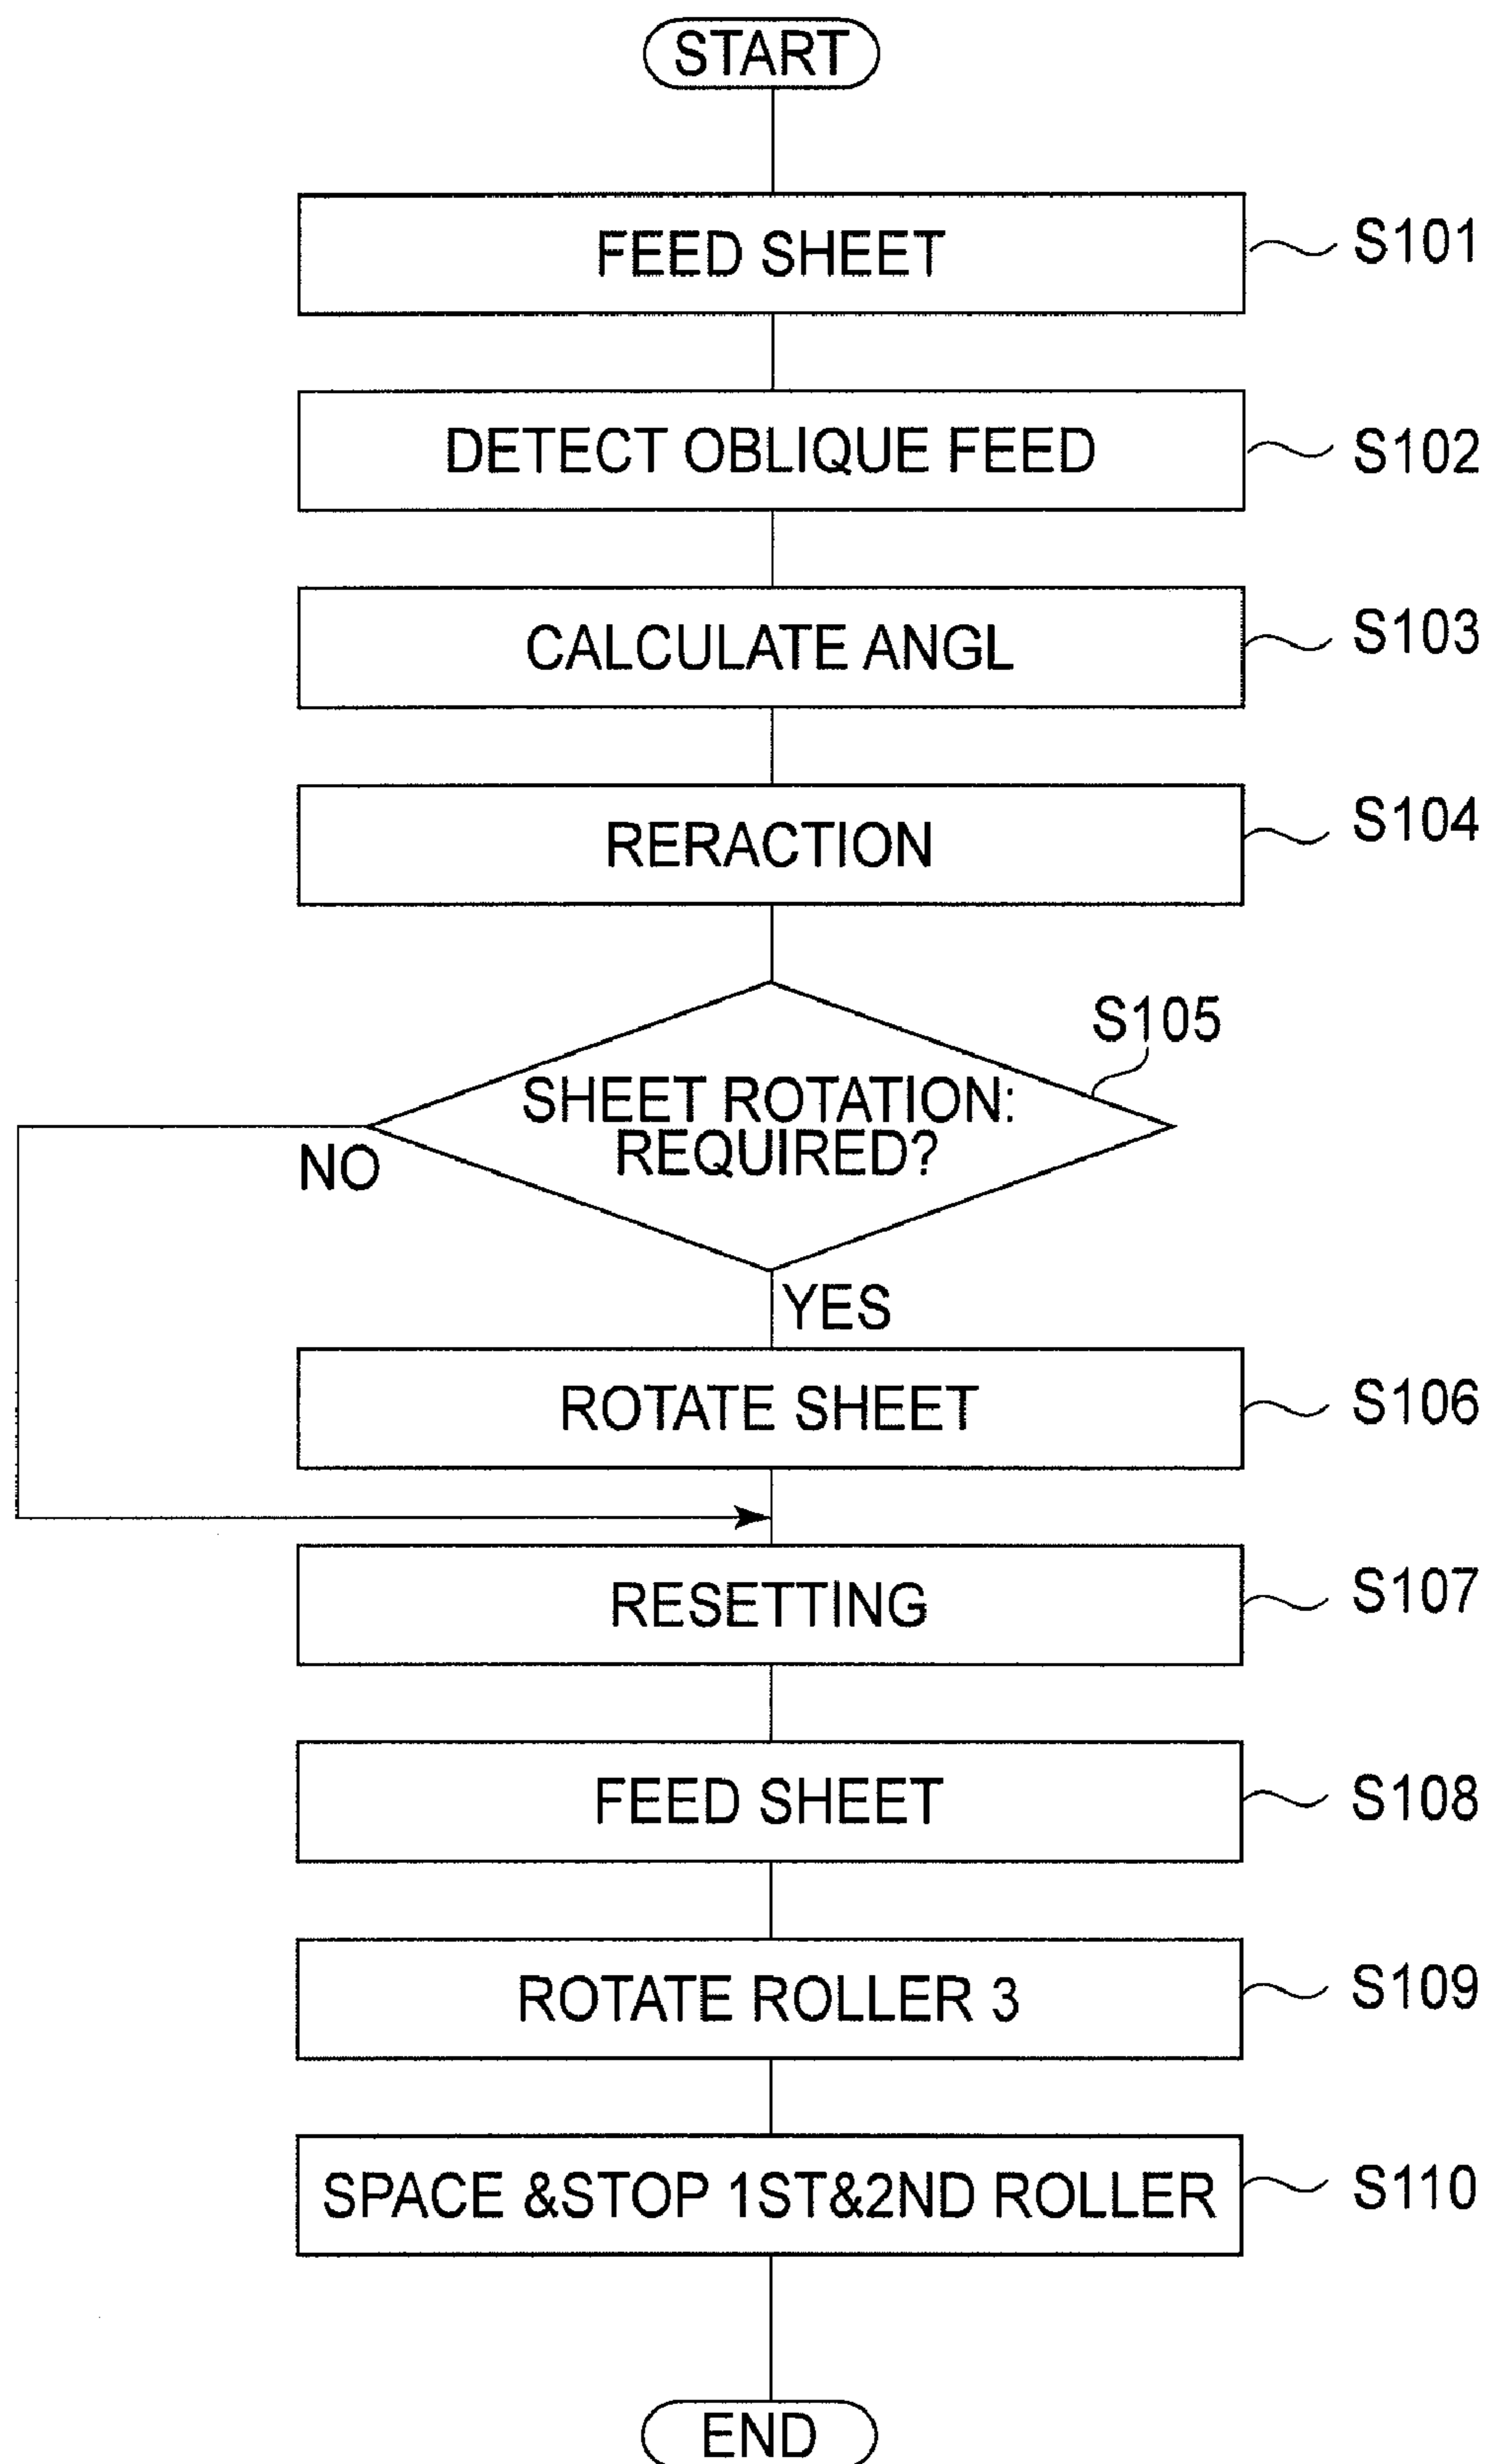 START
FEED SHEET
S101
DETECT OBLIQUE FEED
S102
CALCULATE ANGL
S103
RERACTION
S104
S105
SHEET ROTATION:
REQUIRED?
NO
YES
ROTATE SHEET
S106
RESETTING
S107
FEED SHEET
S108
ROTATE ROLLER 3
S109
SPACE &STOP 1ST&2ND ROLLER
S110
END